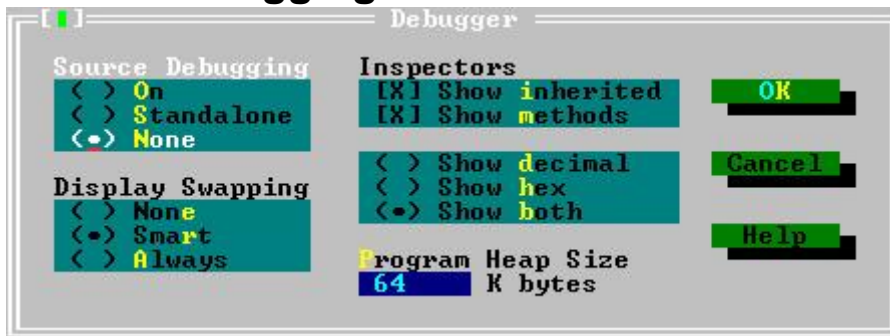 Debugger
Source Debugging
( ) On
( ) Standalone
(•) None
Display Swapping
( ) None
(•) Smart
( ) Always
Inspectors
[X] Show inherited
[X] Show methods
( ) Show decimal
( ) Show hex
(•) Show both
Program Heap Size
64 K bytes
OK
Cancel
Help